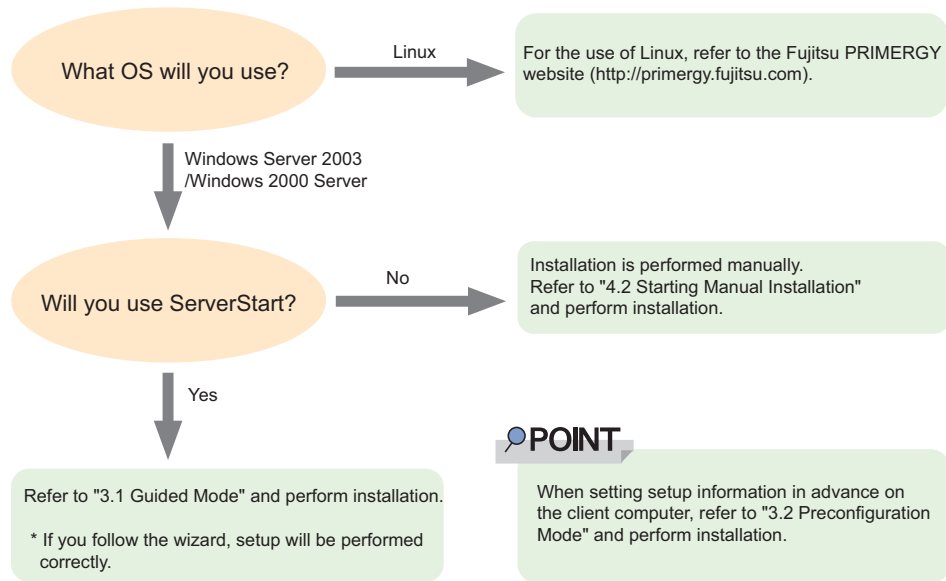 What OS will you use?
Linux
For the use of Linux, refer to the Fujitsu PRIMERGY
website (http://primergy.fujitsu.com).
Windows Server 2003
/Windows 2000 Server
Will you use ServerStart?
No
Installation is performed manually.
Refer to "4.2 Starting Manual Installation"
and perform installation.
Yes
Refer to "3.1 Guided Mode" and perform installation.
* If you follow the wizard, setup will be performed
correctly.
POINT
When setting setup information in advance on
the client computer, refer to "3.2 Preconfiguration
Mode" and perform installation.